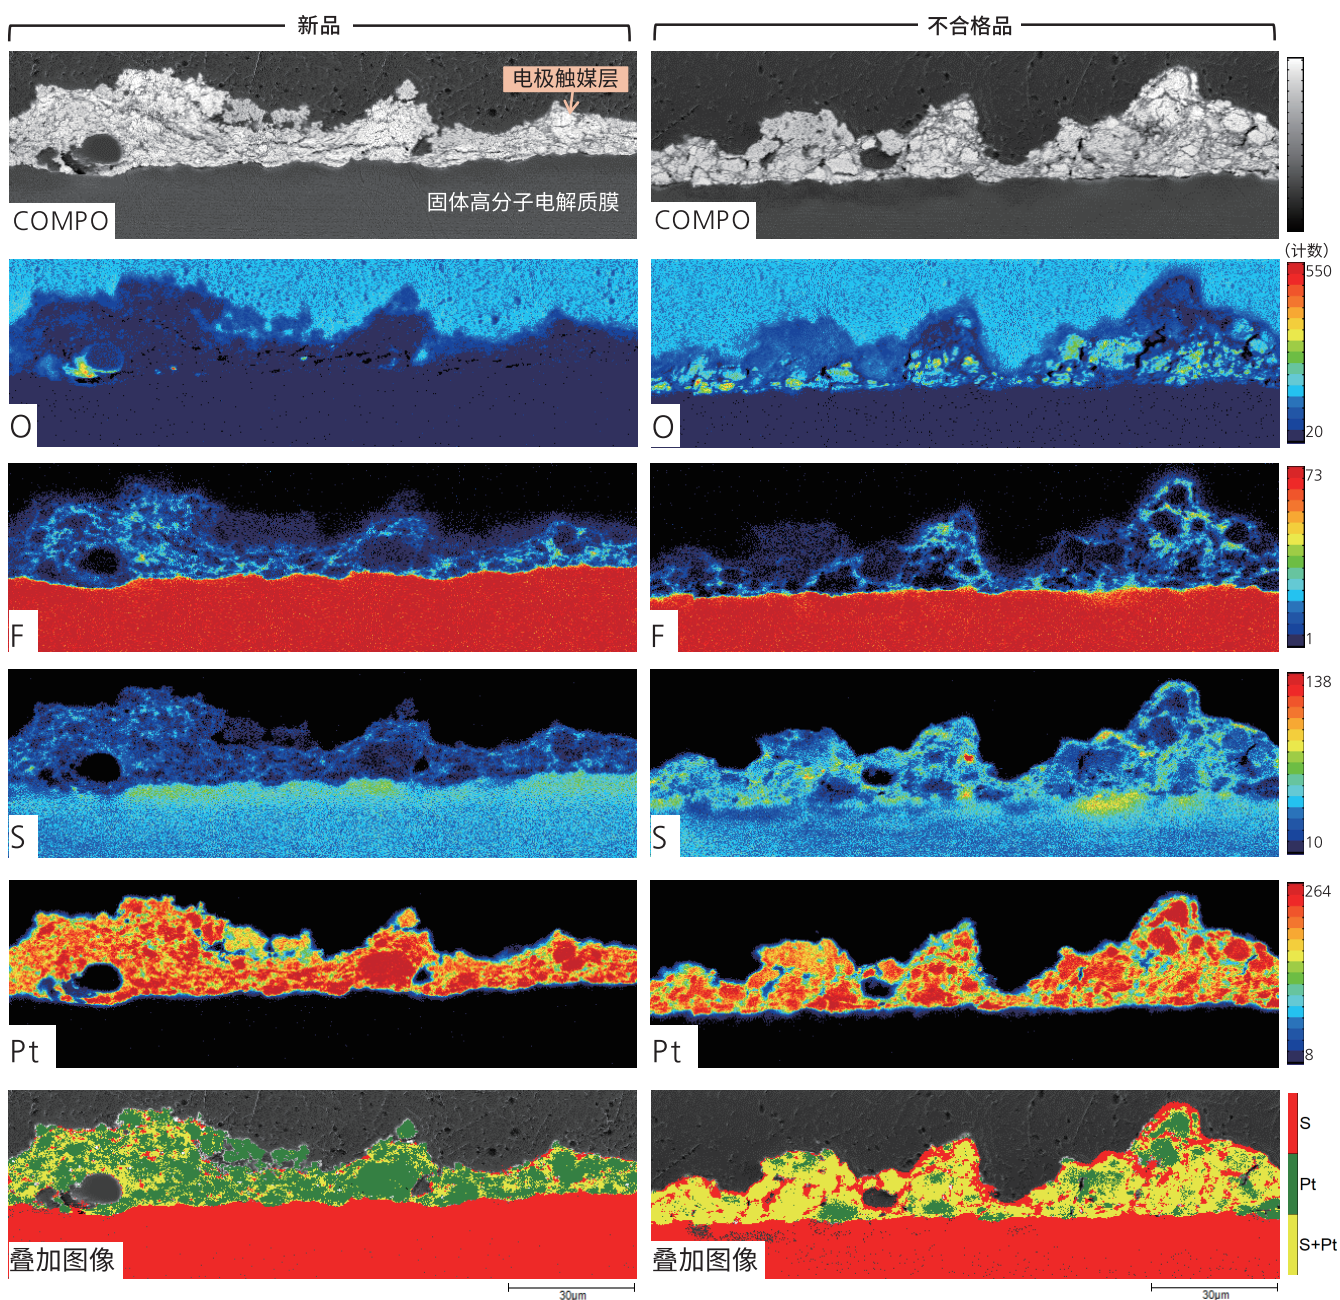 新品
不合格品
电极触媒层
固体高分子电解质膜
COMPO
COMPO
(计数)
550
O
O
20
73
F
F
1
138
S
S
10
264
Pt
Pt
8
S
Pt
S+Pt
叠加图像
叠加图像
30μm
30μm